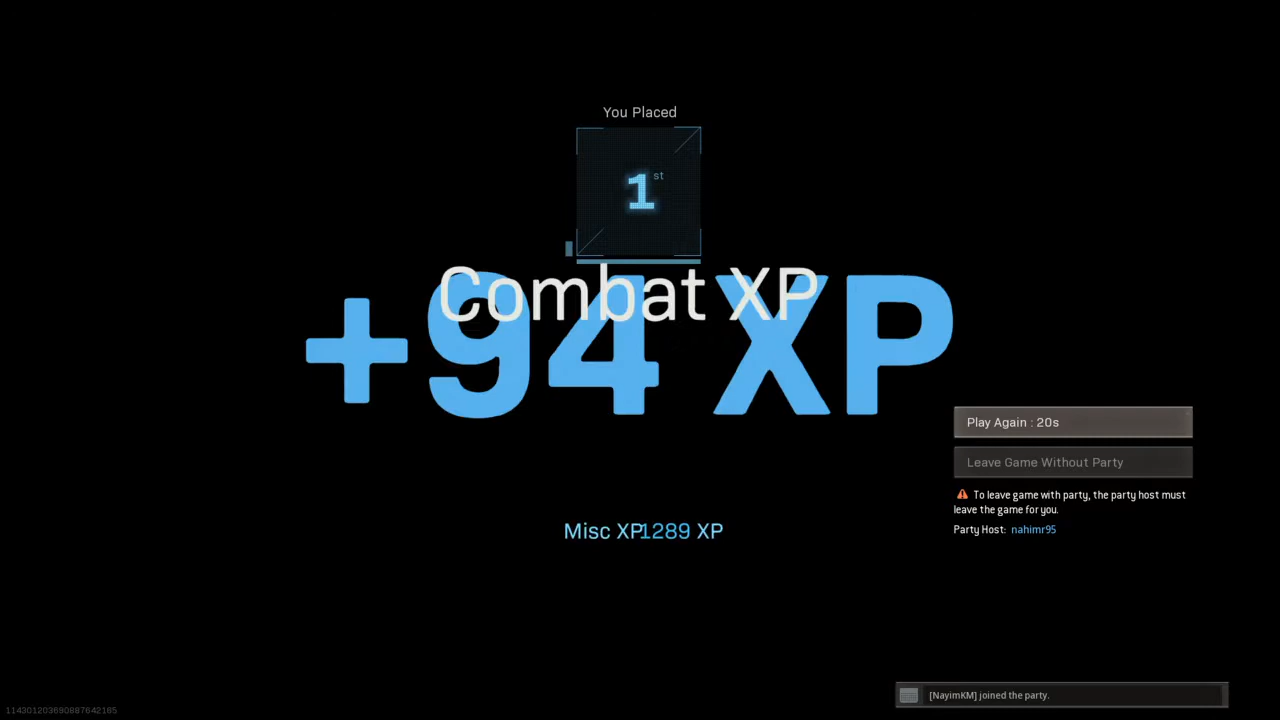 You Placed
1st
Combat XP
+94 XP
Play Again : 20s
Leave Game Without Party
To leave game with party, the party host must
leave the game for you.
Party Host: nahimr95
Misc XP1289 XP
[NayimKM] joined the party.
114301203690887642165